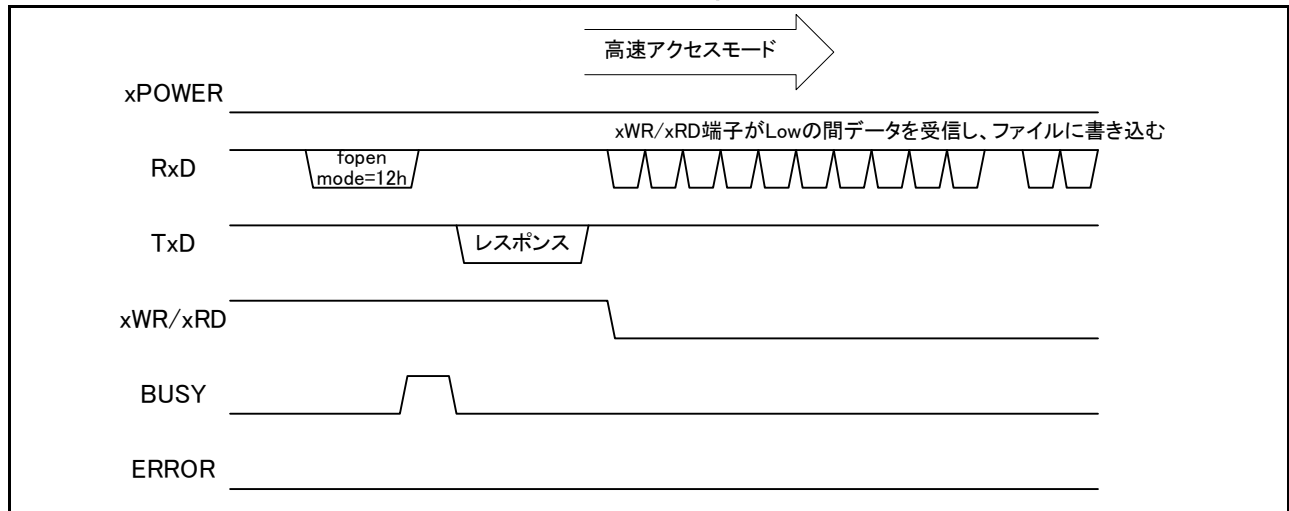 高速アクセスモード
xPOWER
xWR/xRD端子がLowの間データを受信し、ファイルに書き込む
RxD
fopen
mode=12h
TxD
レスポンス
xWR/xRD
BUSY
ERROR